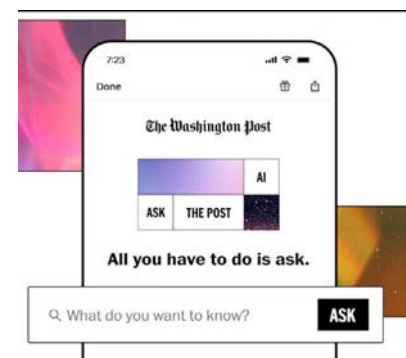 7:23
Done
The Washington Post
AI
ASK THE POST
All you have to do is ask.
What do you want to know? ASK